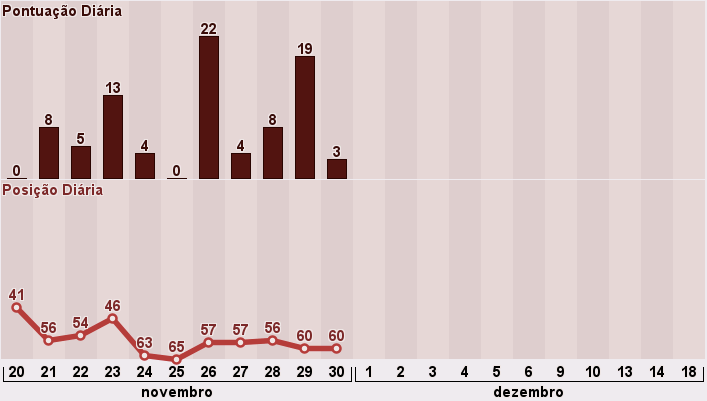 Pontuação Diária
0 8 5 13 4 0 22 4 8 19 3
Posição Diária
41 56 54 46 63 65 57 57 56 60 60
20 21 22 23 24 25 26 27 28 29 30 1 2 3 4 5 6 9 10 13 14 18
novembro dezembro